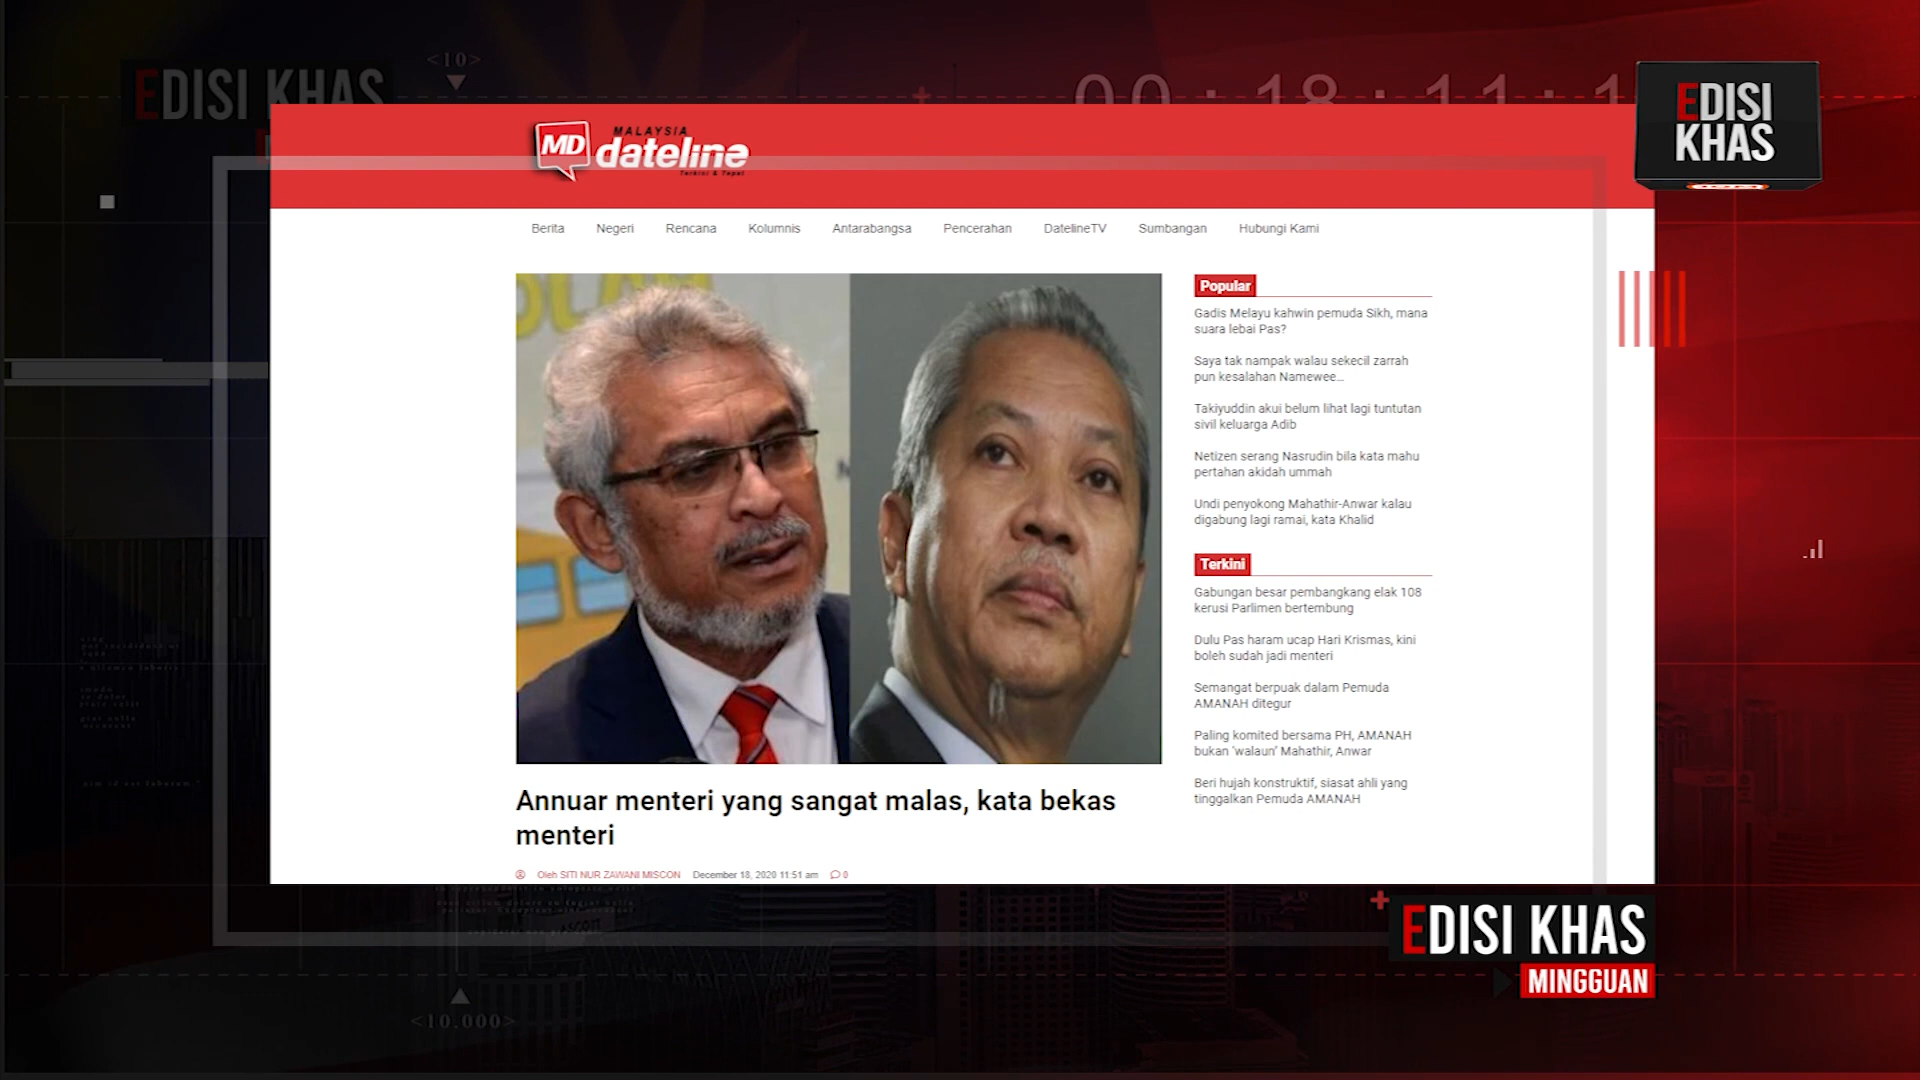 EDISI KHAS
<10>
00:18:11:1
EDISI
KHAS
MD MALAYSIA
dateline
Terkini & Tepat
Berita Negeri Rencana Kolumnis Antarabangsa Pencerahan DatelineTV Sumbangan Hubungi Kami
Popular
Gadis Melayu kahwin pemuda Sikh, mana
suara lebai Pas?
Saya tak nampak walau sekecil zarrah
pun kesalahan Namewee...
Takiyuddin akui belum lihat lagi tuntutan
sivil keluarga Adib
Netizen serang Nasrudin bila kata mahu
pertahan akidah ummah
Undi penyokong Mahathir-Anwar kalau
digabung lagi ramai, kata Khalid
Terkini
Gabungan besar pembangkang elak 108
kerusi Parlimen bertembung
Dulu Pas haram ucap Hari Krismas, kini
boleh sudah jadi menteri
Semangat berpuak dalam Pemuda
AMANAH ditegur
Paling komited bersama PH, AMANAH
bukan 'walaun' Mahathir, Anwar
Beri hujah konstruktif, siasat ahli yang
tinggalkan Pemuda AMANAH
Annuar menteri yang sangat malas, kata bekas
menteri
Oleh SITI NUR ZAWANI MISCON December 18, 2020 11:51 am 0
EDISI KHAS
MINGGUAN
<10.000>